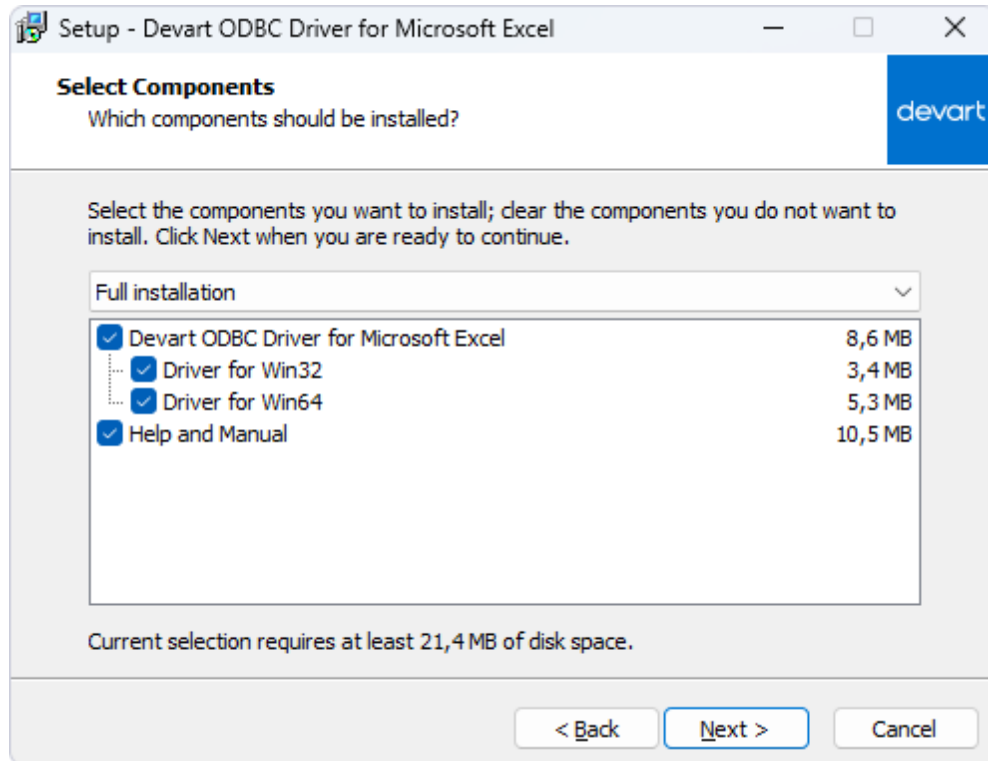 Setup - Devart ODBC Driver for Microsoft Excel
Select Components
Which components should be installed?
devart
Select the components you want to install; clear the components you do not want to
install. Click Next when you are ready to continue.
Full installation
Devart ODBC Driver for Microsoft Excel 8,6 MB
Driver for Win32 3,4 MB
Driver for Win64 5,3 MB
Help and Manual 10,5 MB
Current selection requires at least 21,4 MB of disk space.
< Back Next > Cancel